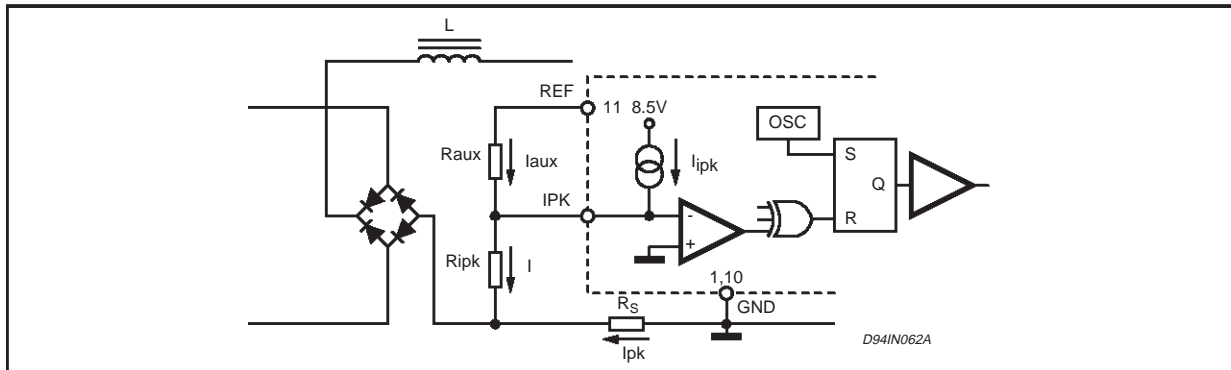 L
REF
11 8.5V
OSC
Raux
Iaux
Iipk
S
Q
R
IPK
-
+
Ripk
I
1,10
RS
GND
Ipk
D94IN062A